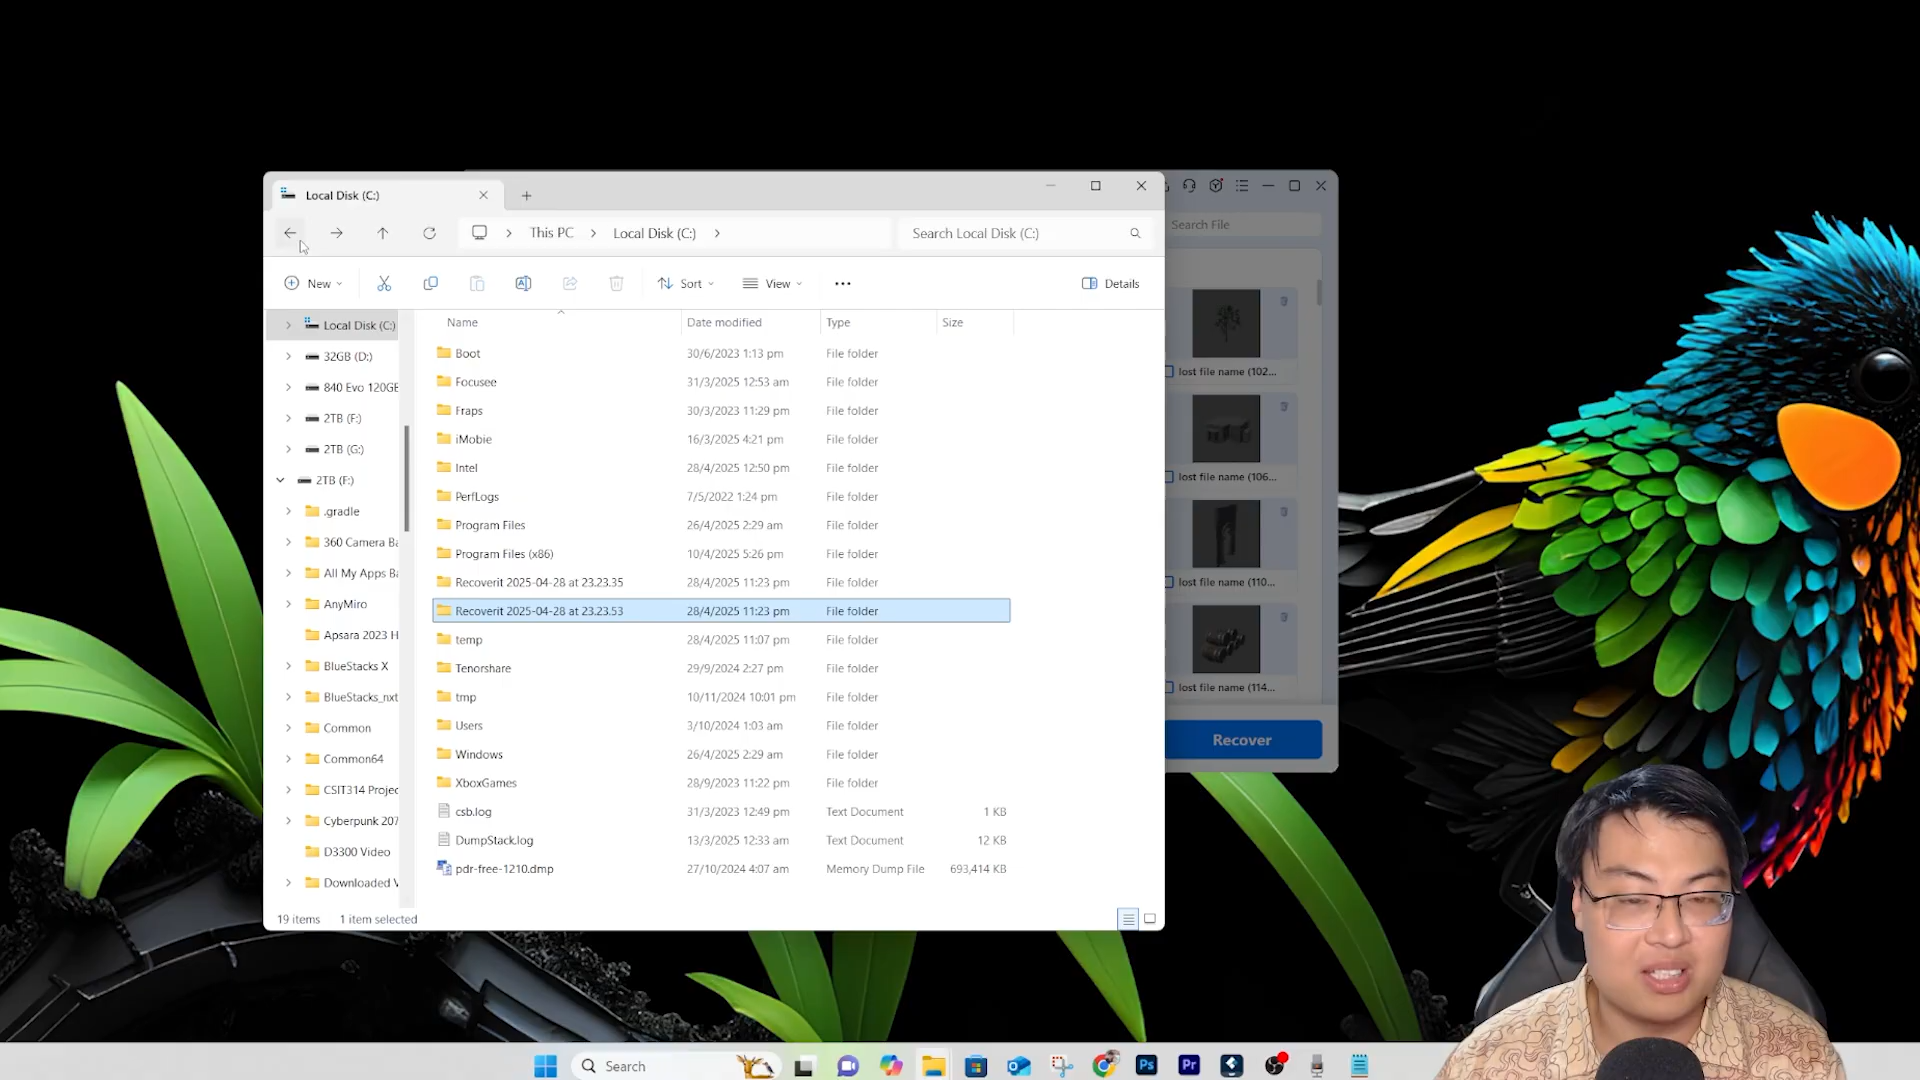 Local Disk (C:)
This PC
Local Disk (C:)
Search Local Disk (C:)
Search File
New
Sort
View
Details
Local Disk (C:)
32GB (D:)
840 Evo 120GE
2TB (F:)
2TB (G:)
2TB (F:)
.gradle
360 Camera Ba
All My Apps Ba
AnyMiro
Apsara 2023 H
BlueStacks X
BlueStacks_nxt
Common
Common64
CSIT314 Projec
Cyberpunk 207
D3300 Video
Downloaded V
Name Date modified Type Size
Boot 30/6/2023 1:13 pm File folder
Focusee 31/3/2025 12:53 am File folder
Fraps 30/3/2023 11:29 pm File folder
iMobie 16/3/2025 4:21 pm File folder
Intel 28/4/2025 12:50 pm File folder
PerfLogs 7/5/2022 1:24 pm File folder
Program Files 26/4/2025 2:29 am File folder
Program Files (x86) 10/4/2025 5:26 pm File folder
Recoverit 2025-04-28 at 23.23.35 28/4/2025 11:23 pm File folder
Recoverit 2025-04-28 at 23.23.53 28/4/2025 11:23 pm File folder
temp 28/4/2025 11:07 pm File folder
Tenorshare 29/9/2024 2:27 pm File folder
tmp 10/11/2024 10:01 pm File folder
Users 3/10/2024 1:03 am File folder
Windows 26/4/2025 2:29 am File folder
XboxGames 28/9/2023 11:22 pm File folder
csb.log 31/3/2023 12:49 pm Text Document 1 KB
DumpStack.log 13/3/2025 12:33 am Text Document 12 KB
pdr-free-1210.dmp 27/10/2024 4:07 am Memory Dump File 693,414 KB
19 items 1 item selected
lost file name (102...
lost file name (106...
lost file name (110...
lost file name (114...
Recover
Search
Ps
Pr